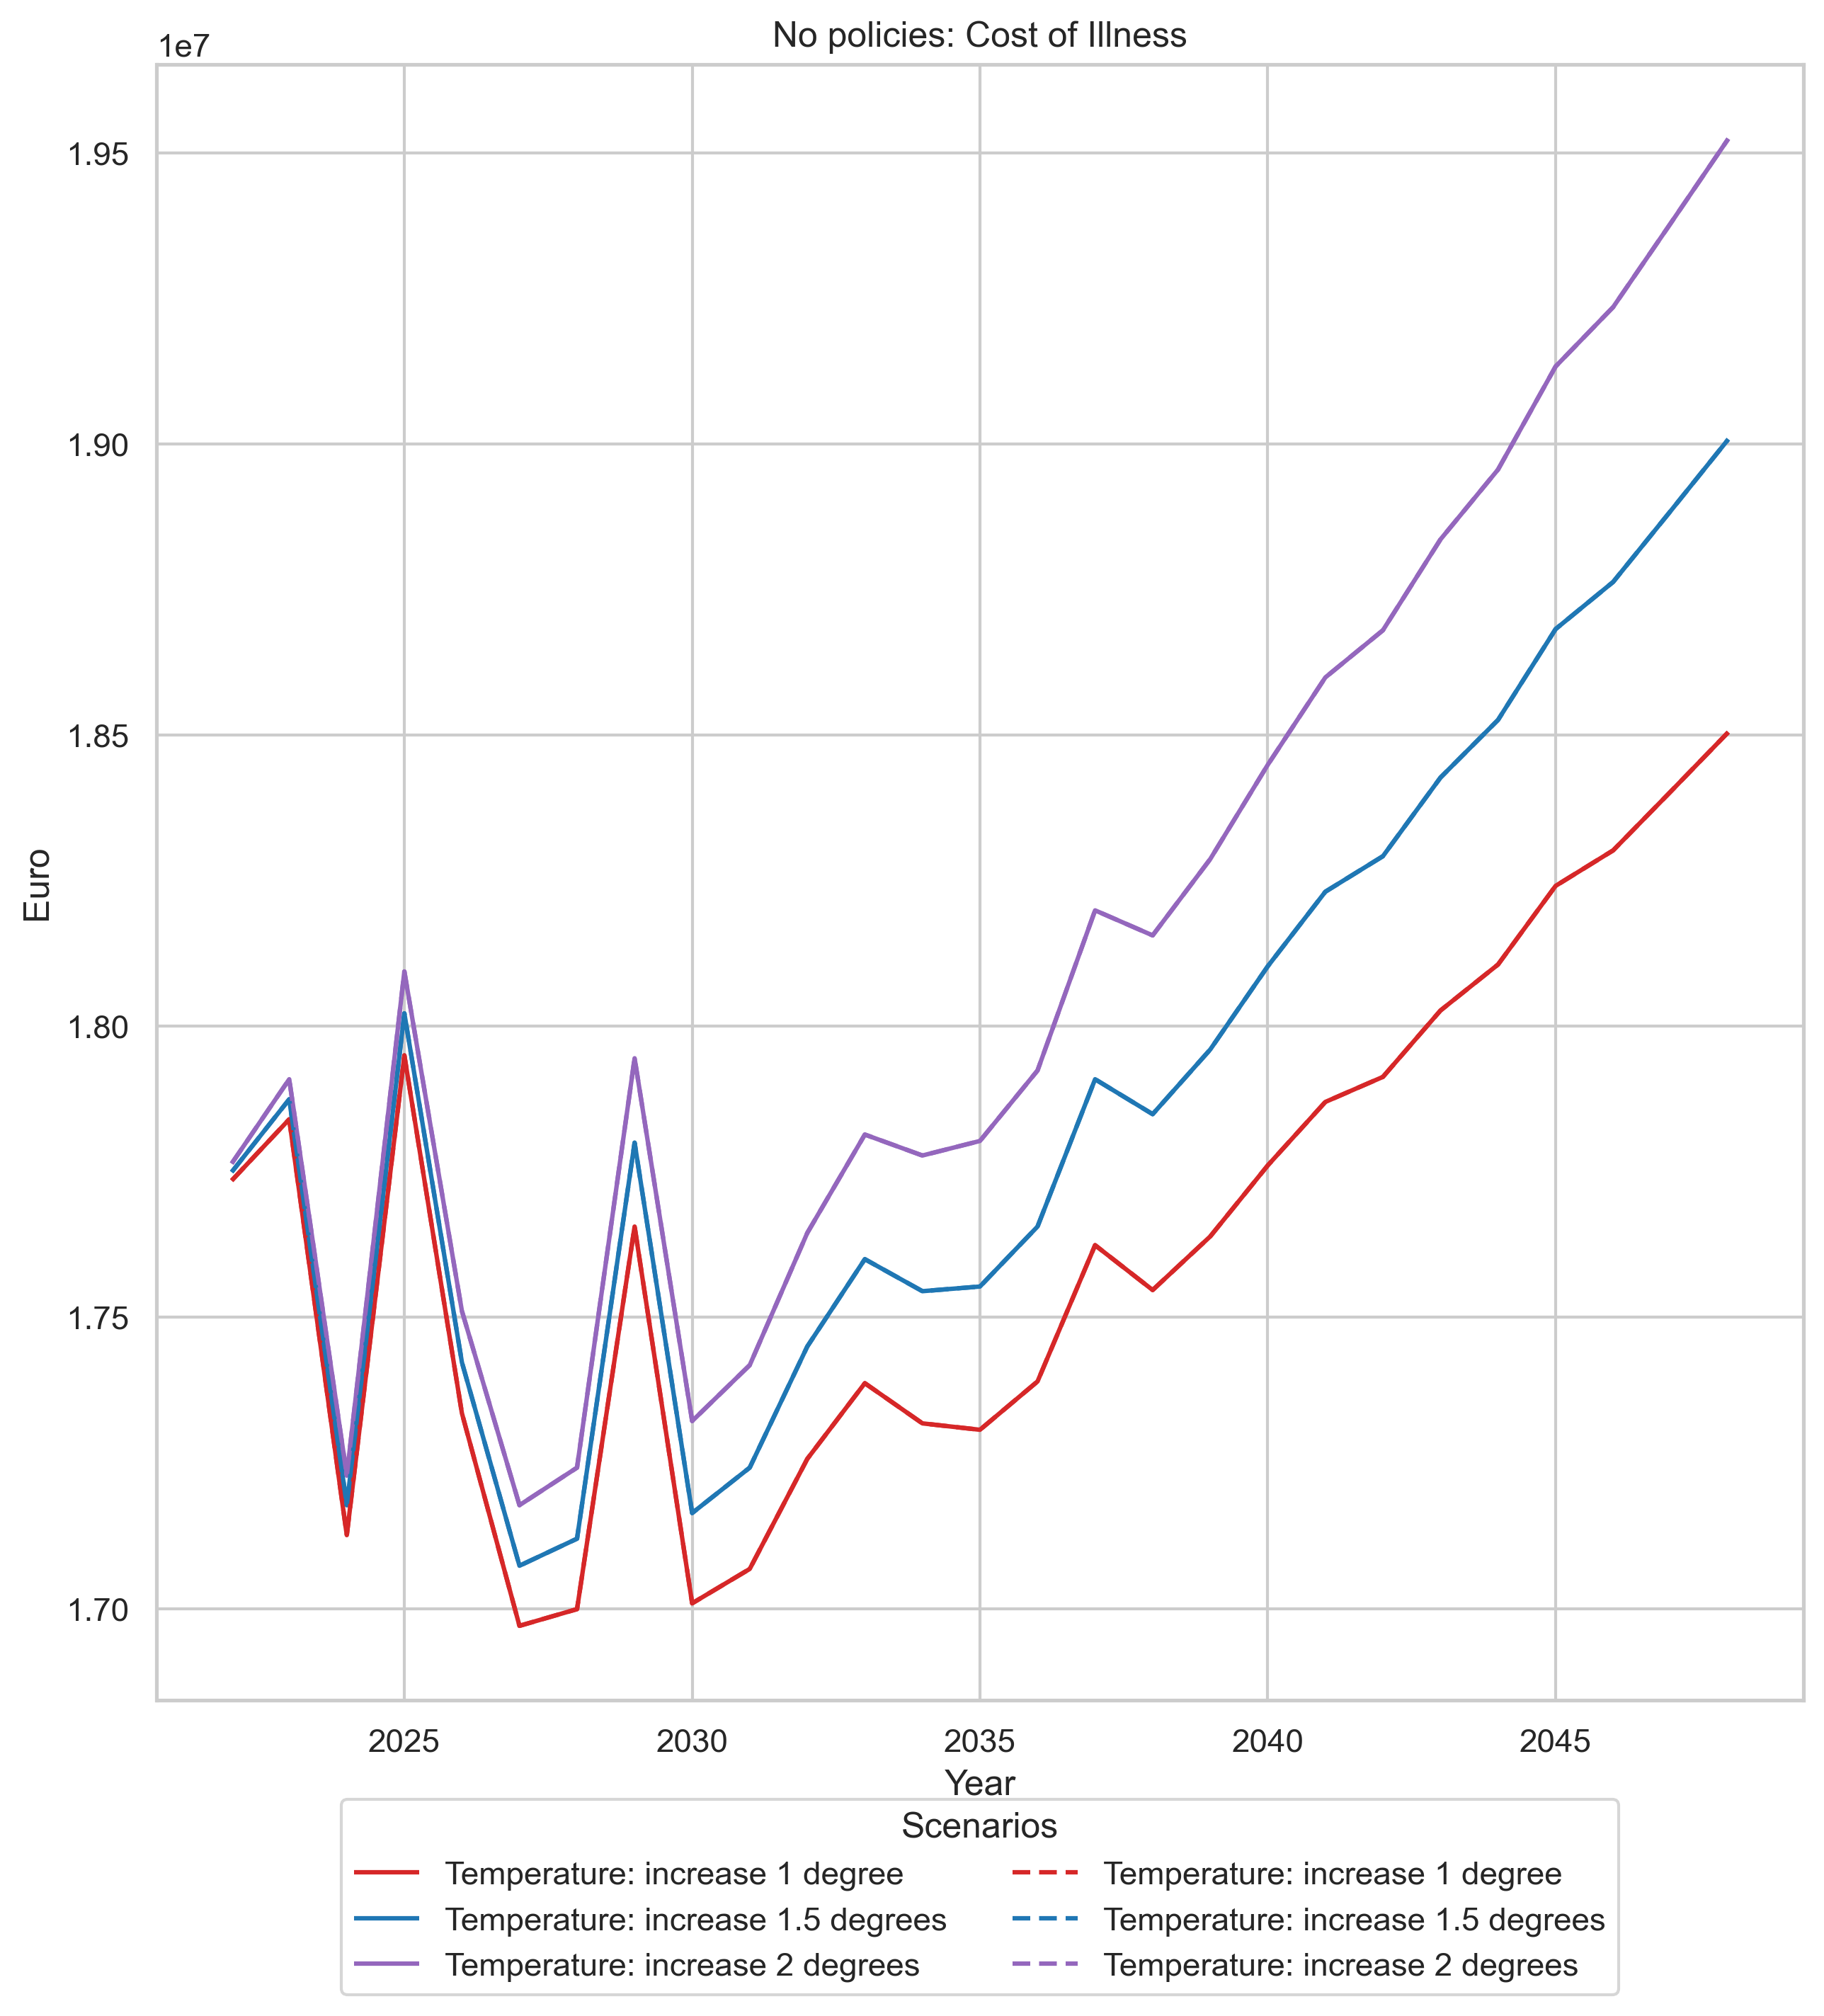 No policies: Cost of Illness
1e7
1.95
1.90
1.85
1.80
1.75
1.70
Euro
2025 2030 2035 2040 2045
Year
Scenarios
Temperature: increase 1 degree
Temperature: increase 1.5 degrees
Temperature: increase 2 degrees
Temperature: increase 1 degree
Temperature: increase 1.5 degrees
Temperature: increase 2 degrees